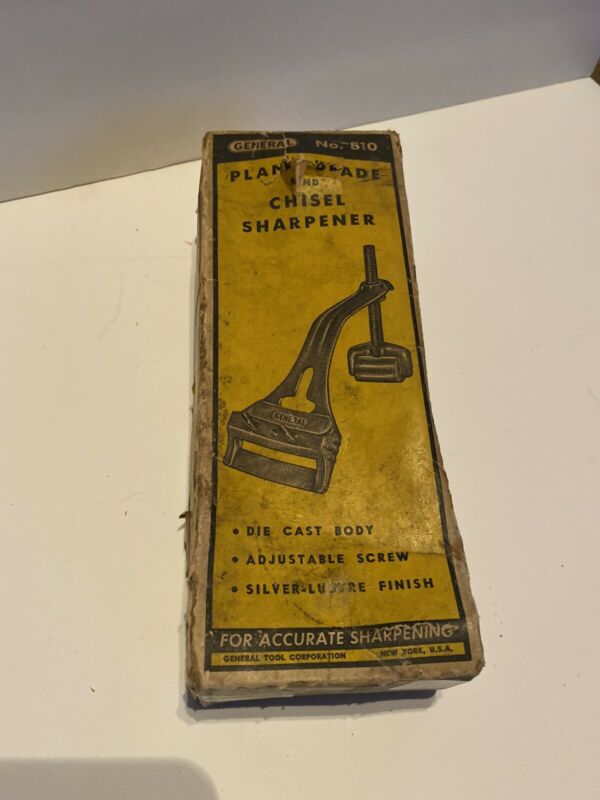 GENERAL No. 810
PLANE BLADE
AND
CHISEL
SHARPENER
GENERAL
• DIE CAST BODY
• ADJUSTABLE SCREW
• SILVER-LUSTRE FINISH
FOR ACCURATE SHARPENING
GENERAL TOOL CORPORATION NEW YORK, U.S.A.